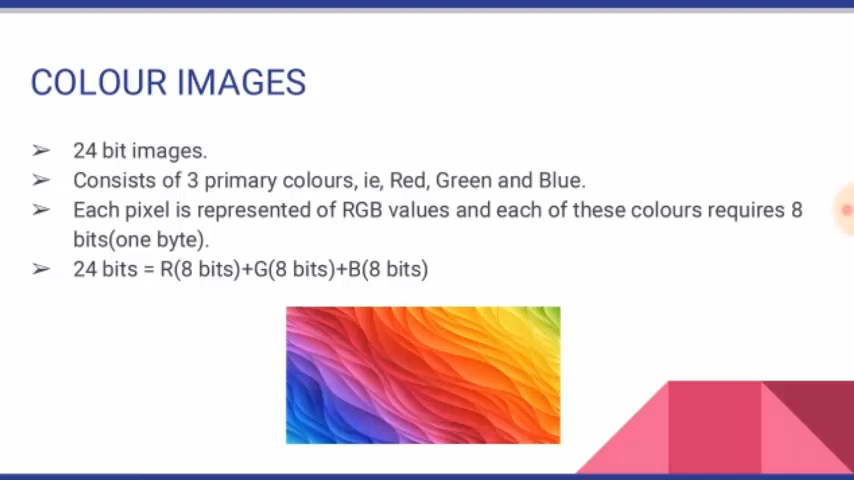 COLOUR IMAGES
➢ 24 bit images.
➢ Consists of 3 primary colours, ie, Red, Green and Blue.
➢ Each pixel is represented of RGB values and each of these colours requires 8
bits(one byte).
➢ 24 bits = R(8 bits)+G(8 bits)+B(8 bits)